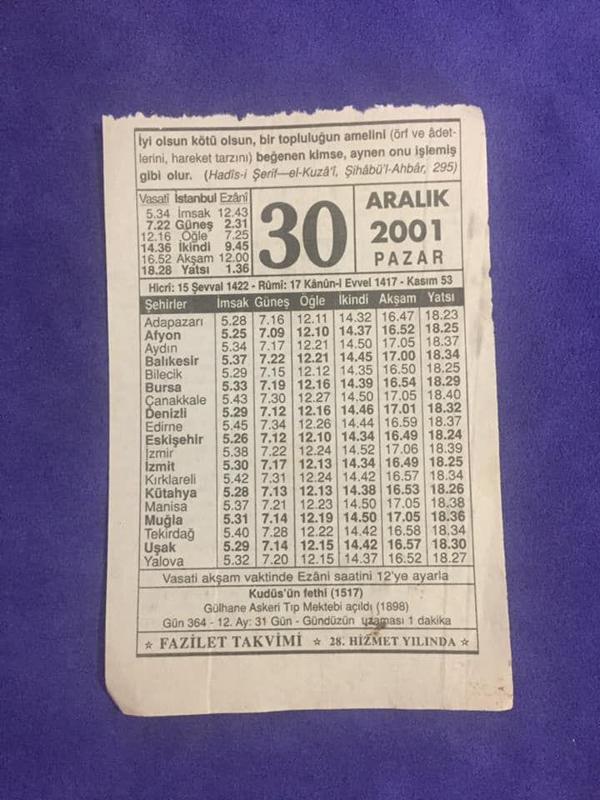 İyi olsun kötü olsun, bir topluluğun amelini (örf ve âdet-
lerini, hareket tarzını) beğenen kimse, aynen onu işlemiş
gibi olur. (Hadîs-i Şerif—el-Kuzâ'î, Şihâbü'l-Ahbâr, 295)
Vasatî İstanbul Ezânî
5.34 İmsak 12.43
7.22 Güneş 2.31
12.16 Öğle 7.25
14.36 İkindi 9.45
16.52 Akşam 12.00
18.28 Yatsı 1.36
30
ARALIK
2001
PAZAR
Hicrî: 15 Şevval 1422 - Rûmî: 17 Kânûn-i Evvel 1417 - Kasım 53
Şehirler İmsak Güneş Öğle İkindi Akşam Yatsı
Adapazarı 5.28 7.16 12.11 14.32 16.47 18.23
Afyon 5.25 7.09 12.10 14.37 16.52 18.25
Aydın 5.34 7.17 12.21 14.50 17.05 18.37
Balıkesir 5.37 7.22 12.21 14.45 17.00 18.34
Bilecik 5.29 7.15 12.12 14.35 16.50 18.25
Bursa 5.33 7.19 12.16 14.39 16.54 18.29
Çanakkale 5.43 7.30 12.27 14.50 17.05 18.40
Denizli 5.29 7.12 12.16 14.46 17.01 18.32
Edirne 5.45 7.34 12.26 14.44 16.59 18.37
Eskişehir 5.26 7.12 12.10 14.34 16.49 18.24
İzmir 5.38 7.22 12.24 14.52 17.06 18.39
İzmit 5.30 7.17 12.13 14.34 16.49 18.25
Kırklareli 5.42 7.31 12.24 14.42 16.57 18.34
Kütahya 5.28 7.13 12.13 14.38 16.53 18.26
Manisa 5.37 7.21 12.23 14.50 17.05 18.38
Muğla 5.31 7.14 12.19 14.50 17.05 18.36
Tekirdağ 5.40 7.28 12.22 14.42 16.58 18.34
Uşak 5.29 7.14 12.15 14.42 16.57 18.30
Yalova 5.32 7.20 12.15 14.37 16.52 18.27
Vasati akşam vaktinde Ezâni saatini 12'ye ayarla
Kudüs'ün fethi (1517)
Gülhane Askeri Tıp Mektebi açıldı (1898)
Gün 364 - 12. Ay: 31 Gün - Gündüzün uzaması 1 dakika
☆ FAZİLET TAKVİMİ ☆ 28. HİZMET YILINDA ☆